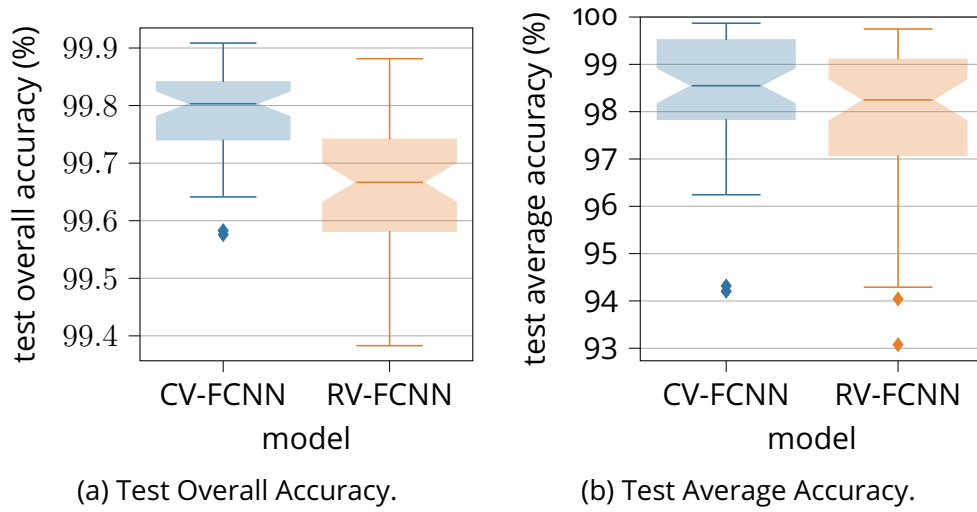 test overall accuracy (%)
99.9
99.8
99.7
99.6
99.5
99.4
CV-FCNN RV-FCNN
model
(a) Test Overall Accuracy.
test average accuracy (%)
100
99
98
97
96
95
94
93
CV-FCNN RV-FCNN
model
(b) Test Average Accuracy.